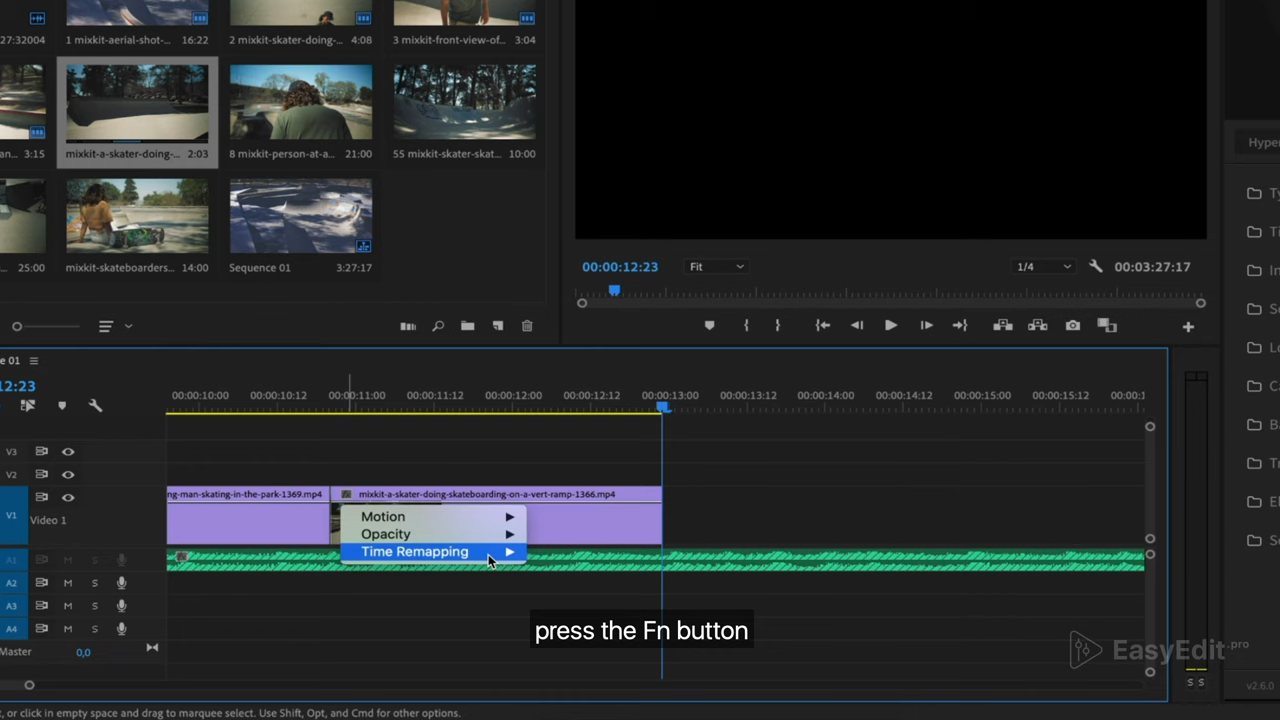 27:32004
1 mixkit-aerial-shot-... 16:22
2 mixkit-skater-doing-... 4:08
3 mixkit-front-view-of... 3:04
an... 3:15
mixkit-a-skater-doing-... 2:03
8 mixkit-person-at-a... 21:00
55 mixkit-skater-skat... 10:00
... 25:00
mixkit-skateboarders... 14:00
Sequence 01 3:27:17
00:00:12:23
Fit
1/4
00:03:27:17
Hyper
e 01
12:23
00:00:10:00 00:00:10:12 00:00:11:00 00:00:11:12 00:00:12:00 00:00:12:12 00:00:13:00 00:00:13:12 00:00:14:00 00:00:14:12 00:00:15:00 00:00:15:12 00:00:1
V3
V2
ng-man-skating-in-the-park-1369.mp4
mixkit-a-skater-doing-skateboarding-on-a-vert-ramp-1366.mp4
V1
Video 1
Motion
Opacity
Time Remapping
A1 M S
A2 M S
A3 M S
A4 M S
Master 0,0
press the Fn button
EasyEdit.pro
S S
v2.6.0
, or click in empty space and drag to marquee select. Use Shift, Opt, and Cmd for other options.